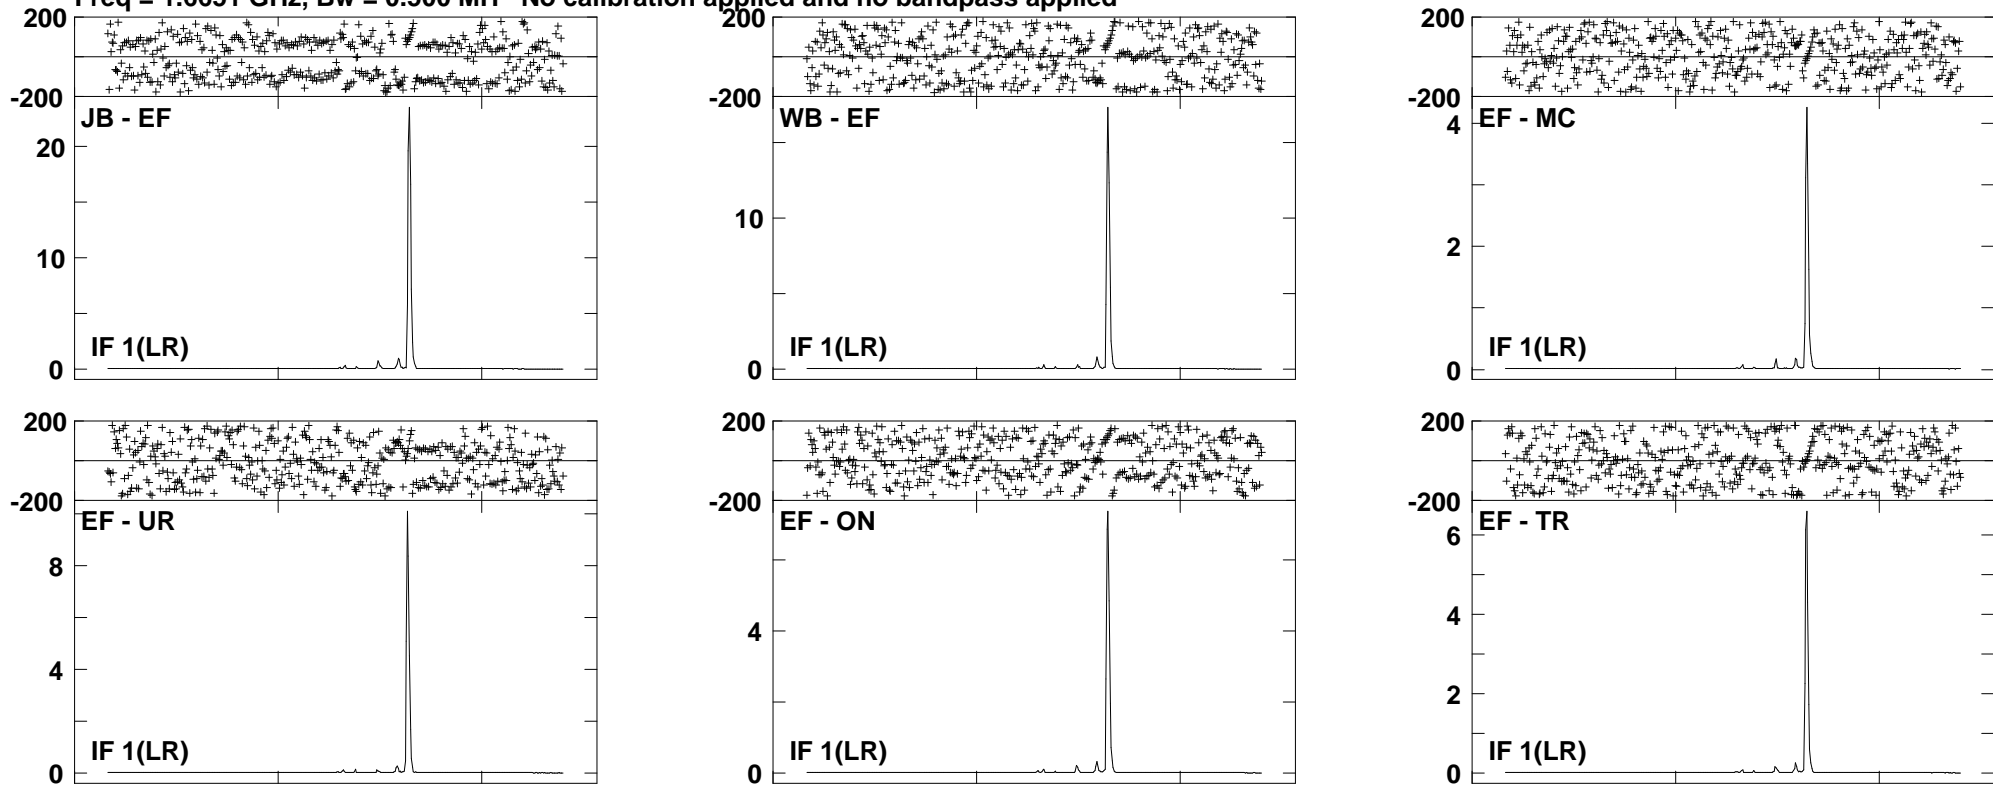 No calibration applied and no bandpass applied
200
-200
JB - EF
20
10
0
IF 1(LR)
200
-200
WB - EF
10
0
IF 1(LR)
200
-200
EF - MC
4
2
0
IF 1(LR)
200
-200
EF - UR
8
4
0
IF 1(LR)
200
-200
EF - ON
4
0
IF 1(LR)
200
-200
EF - TR
6
4
2
0
IF 1(LR)